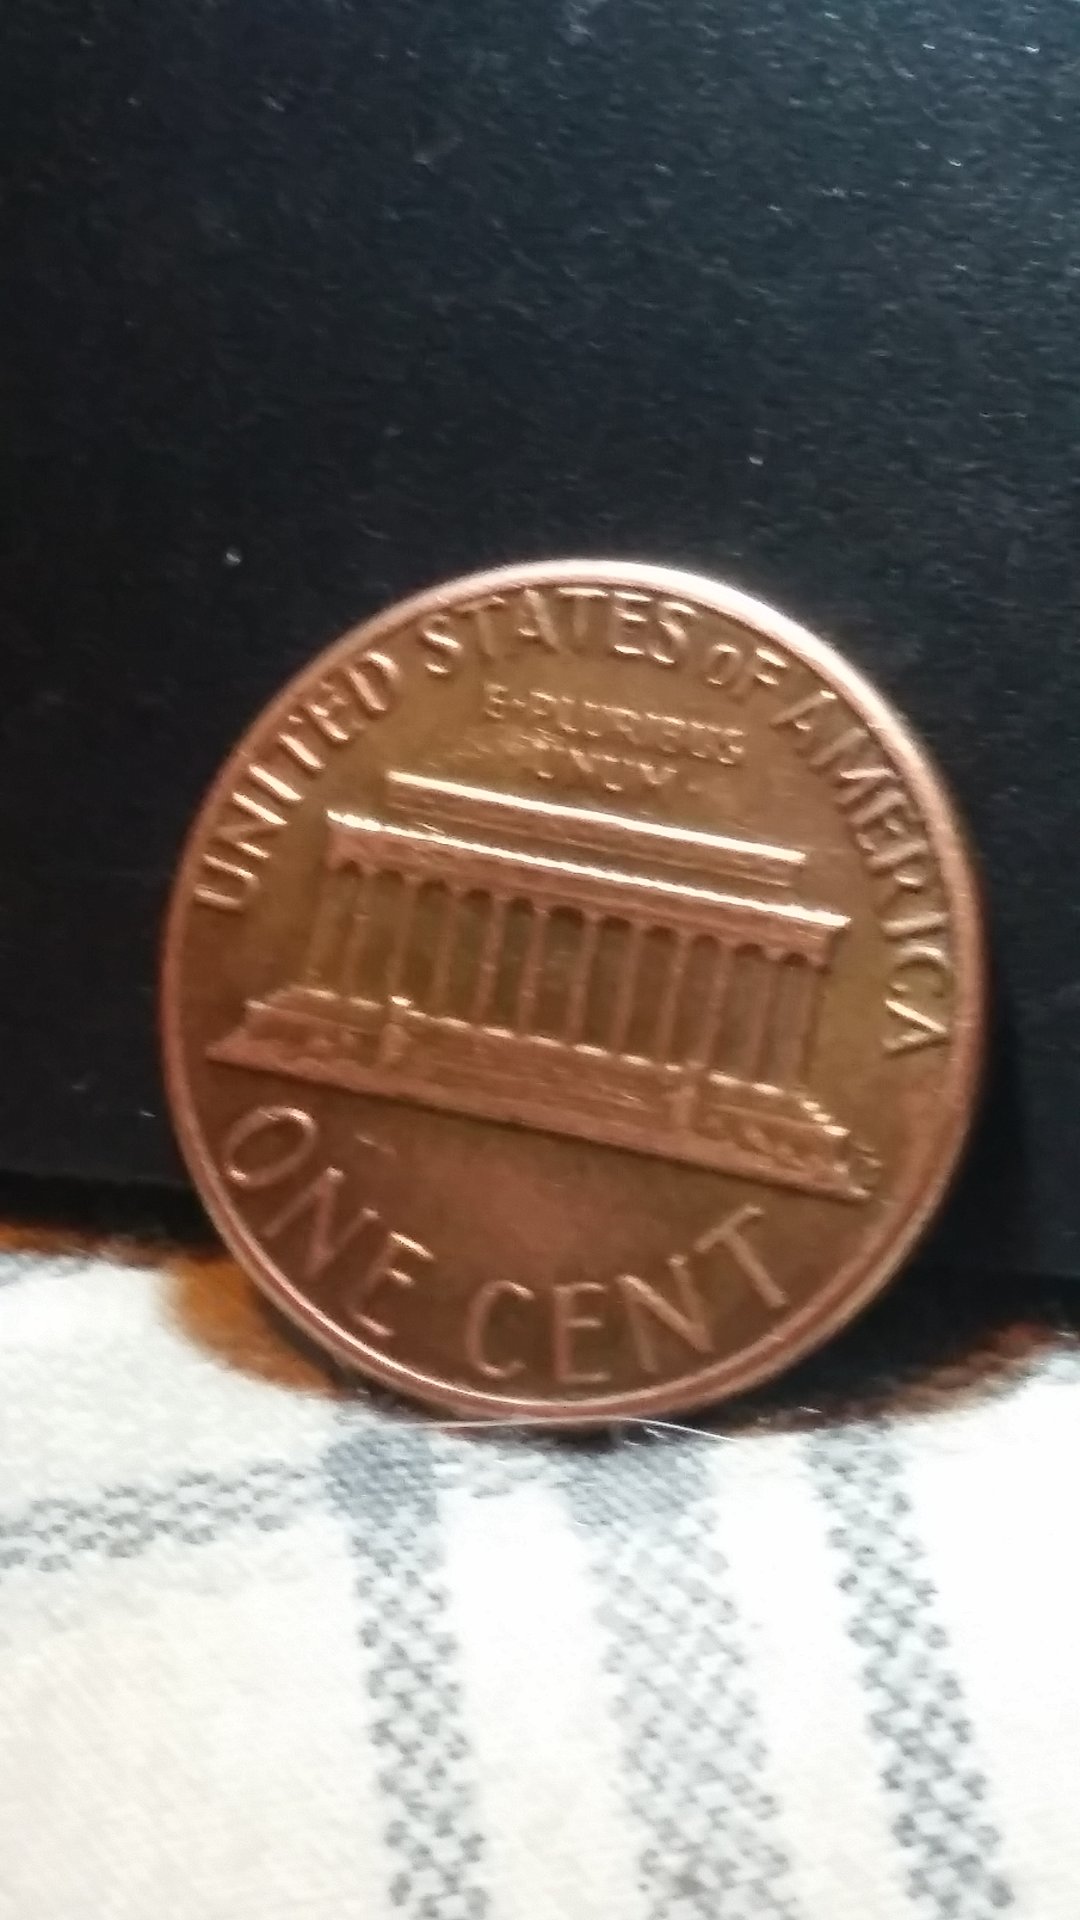 UNITED STATES OF AMERICA
E·PLURIBUS
UNUM
ONE CENT